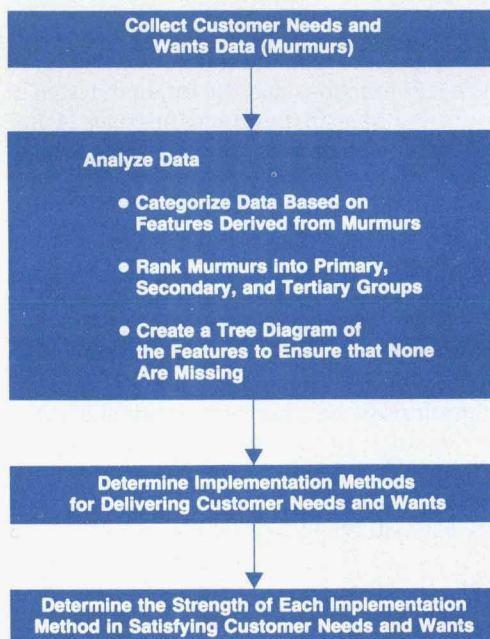 Collect Customer Needs and
Wants Data (Murmurs)
Analyze Data
• Categorize Data Based on
Features Derived from Murmurs
• Rank Murmurs into Primary,
Secondary, and Tertiary Groups
• Create a Tree Diagram of
the Features to Ensure that None
Are Missing
Determine Implementation Methods
for Delivering Customer Needs and Wants
Determine the Strength of Each Implementation
Method in Satisfying Customer Needs and Wants